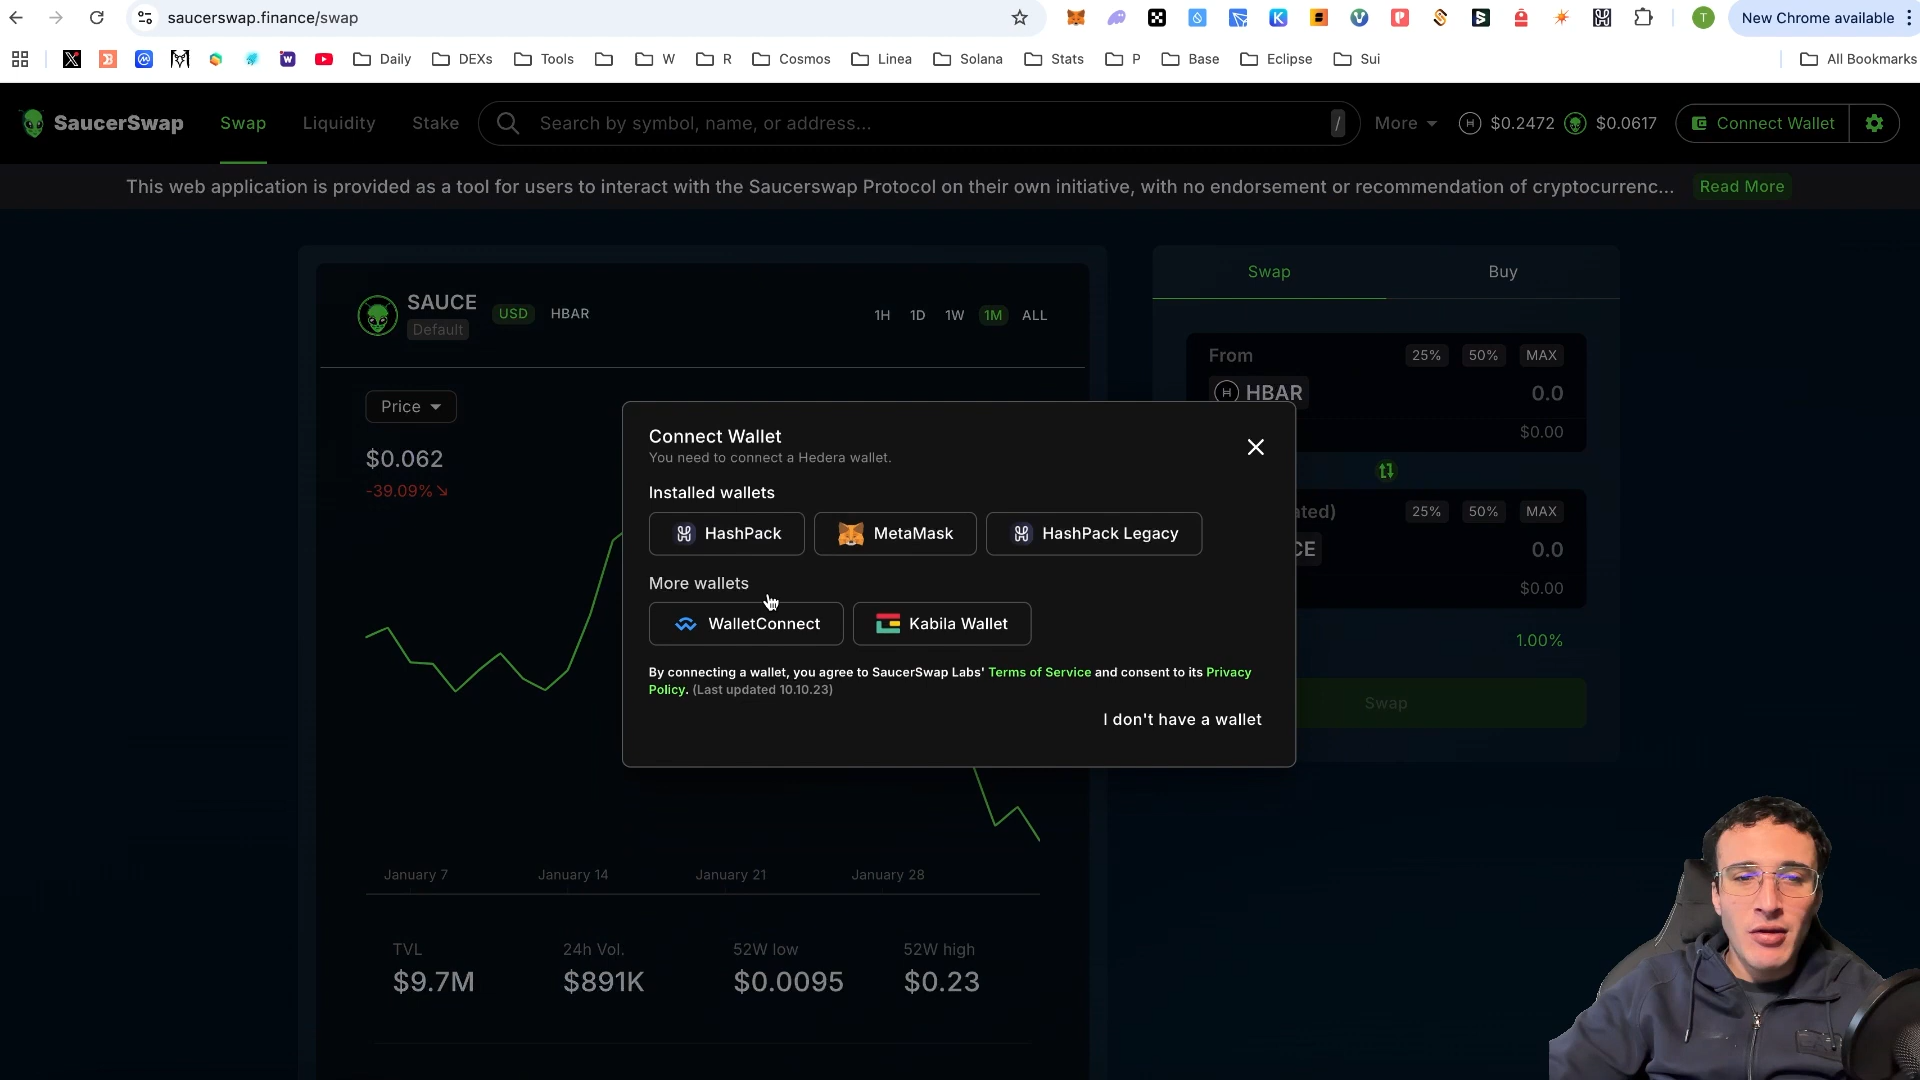 saucerswap.finance/swap
T
New Chrome available
Daily
DEXs
Tools
W
R
Cosmos
Linea
Solana
Stats
P
Base
Eclipse
Sui
All Bookmarks
SaucerSwap
Swap
Liquidity
Stake
Search by symbol, name, or address...
/
More
$0.2472
$0.0617
Connect Wallet
This web application is provided as a tool for users to interact with the Saucerswap Protocol on their own initiative, with no endorsement or recommendation of cryptocurrenc...
Read More
SAUCE
Default
USD
HBAR
1H
1D
1W
1M
ALL
Price
$0.062
-39.09%
Swap
Buy
From
25%
50%
MAX
HBAR
0.0
$0.00
ated)
25%
50%
MAX
CE
0.0
$0.00
1.00%
Swap
Connect Wallet
You need to connect a Hedera wallet.
Installed wallets
HashPack
MetaMask
HashPack Legacy
More wallets
WalletConnect
Kabila Wallet
By connecting a wallet, you agree to SaucerSwap Labs' Terms of Service and consent to its Privacy
Policy. (Last updated 10.10.23)
I don't have a wallet
January 7
January 14
January 21
January 28
TVL
24h Vol.
52W low
52W high
$9.7M
$891K
$0.0095
$0.23